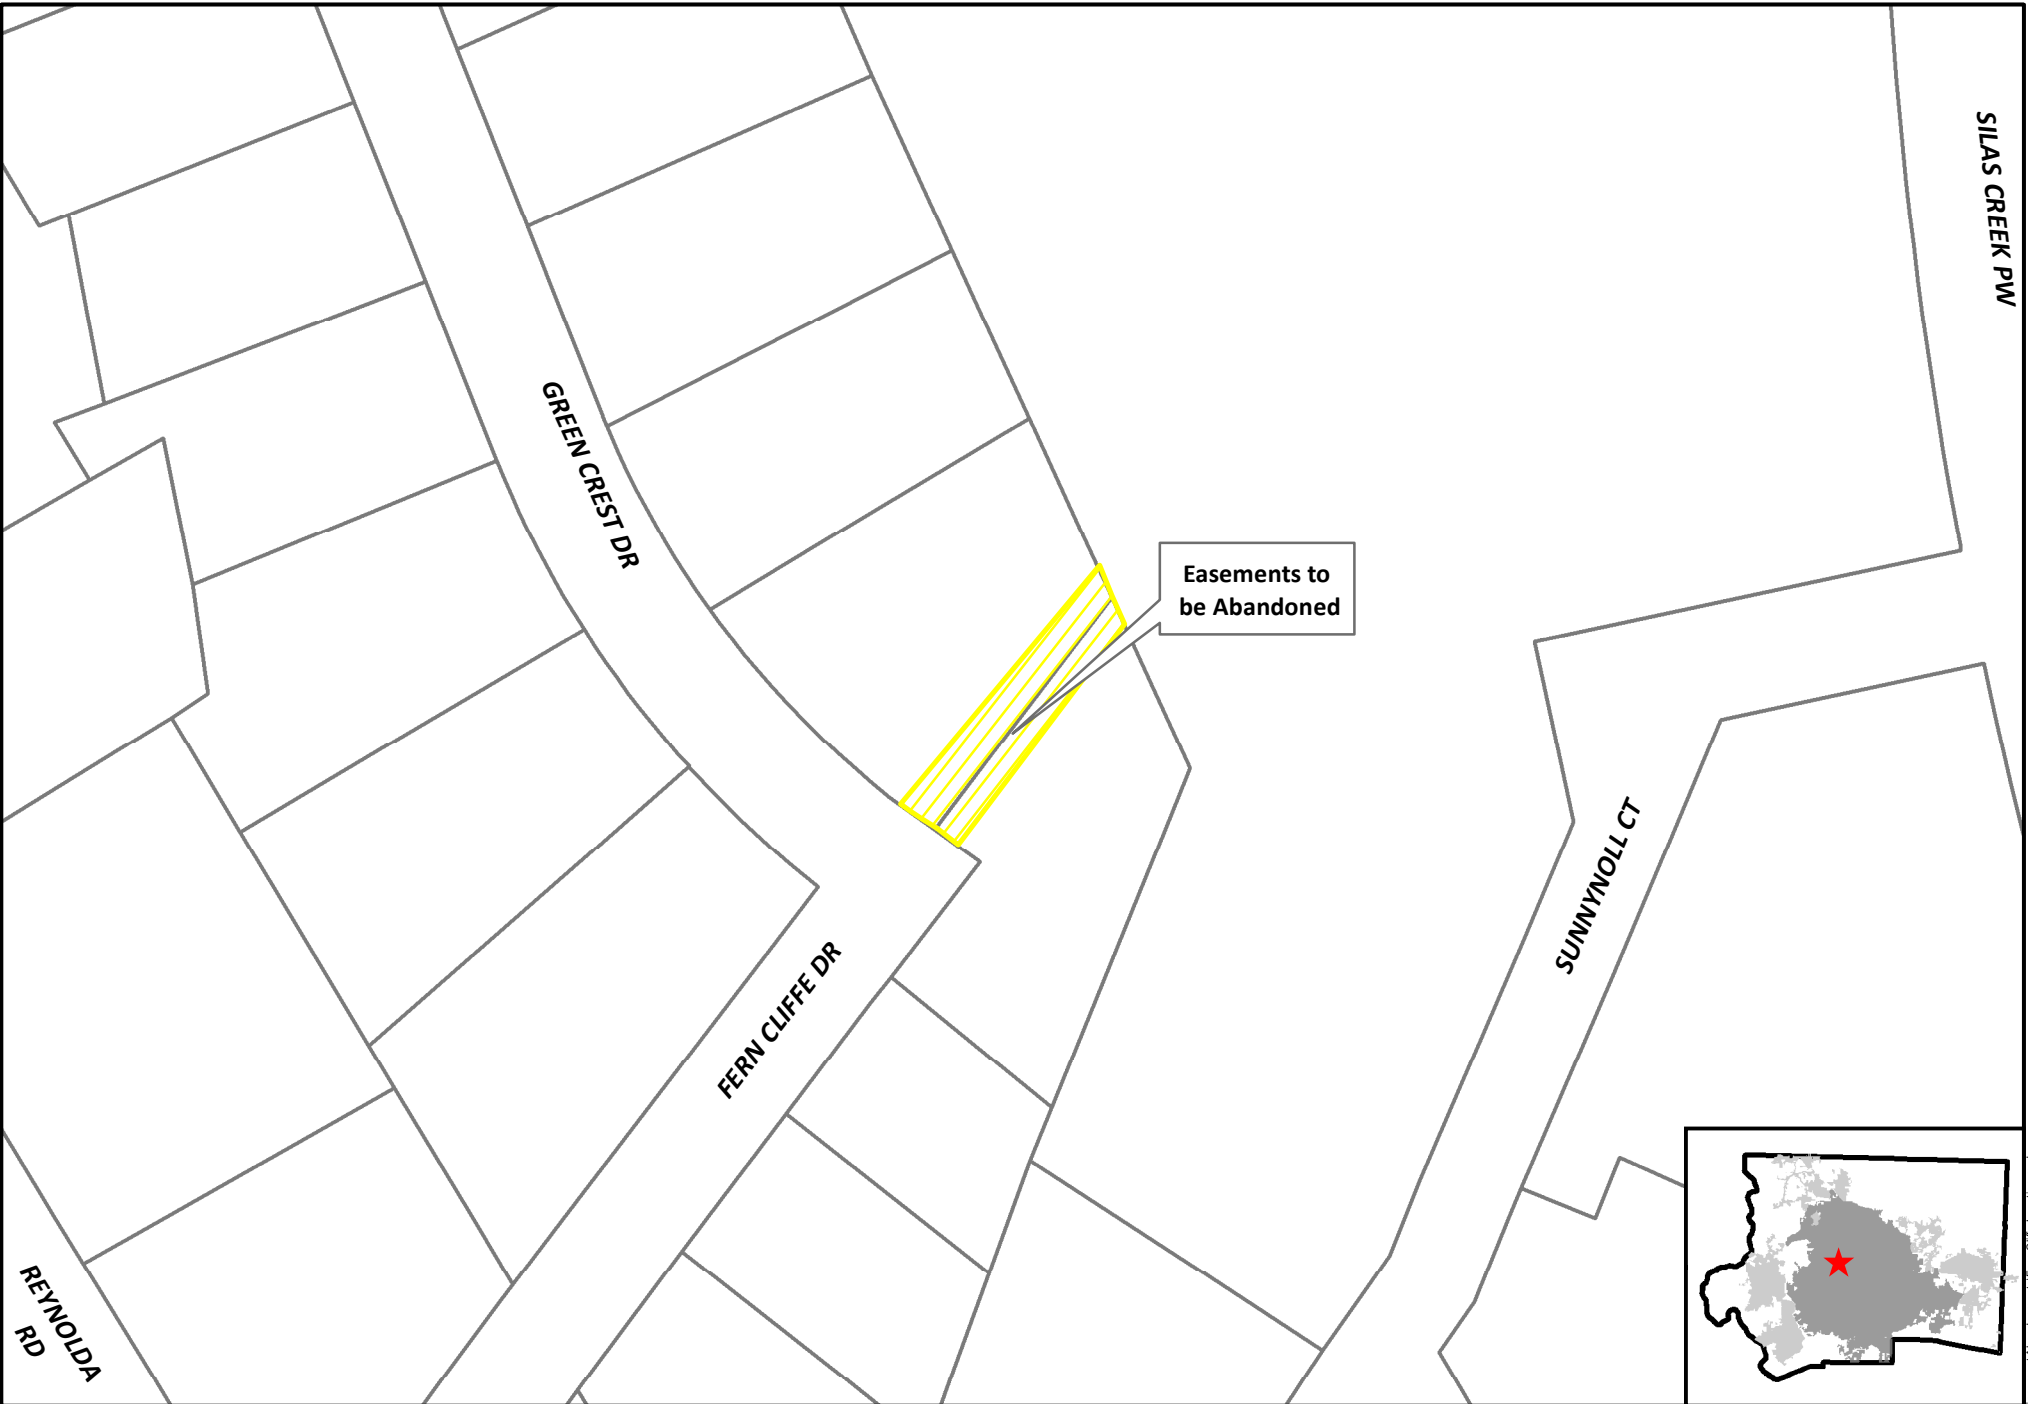 SILAS CREEK PW
GREEN CREST DR
Easements to
be Abandoned
SUNNYNOLL CT
FERN CLIFFE DR
REYNOLDA
RD